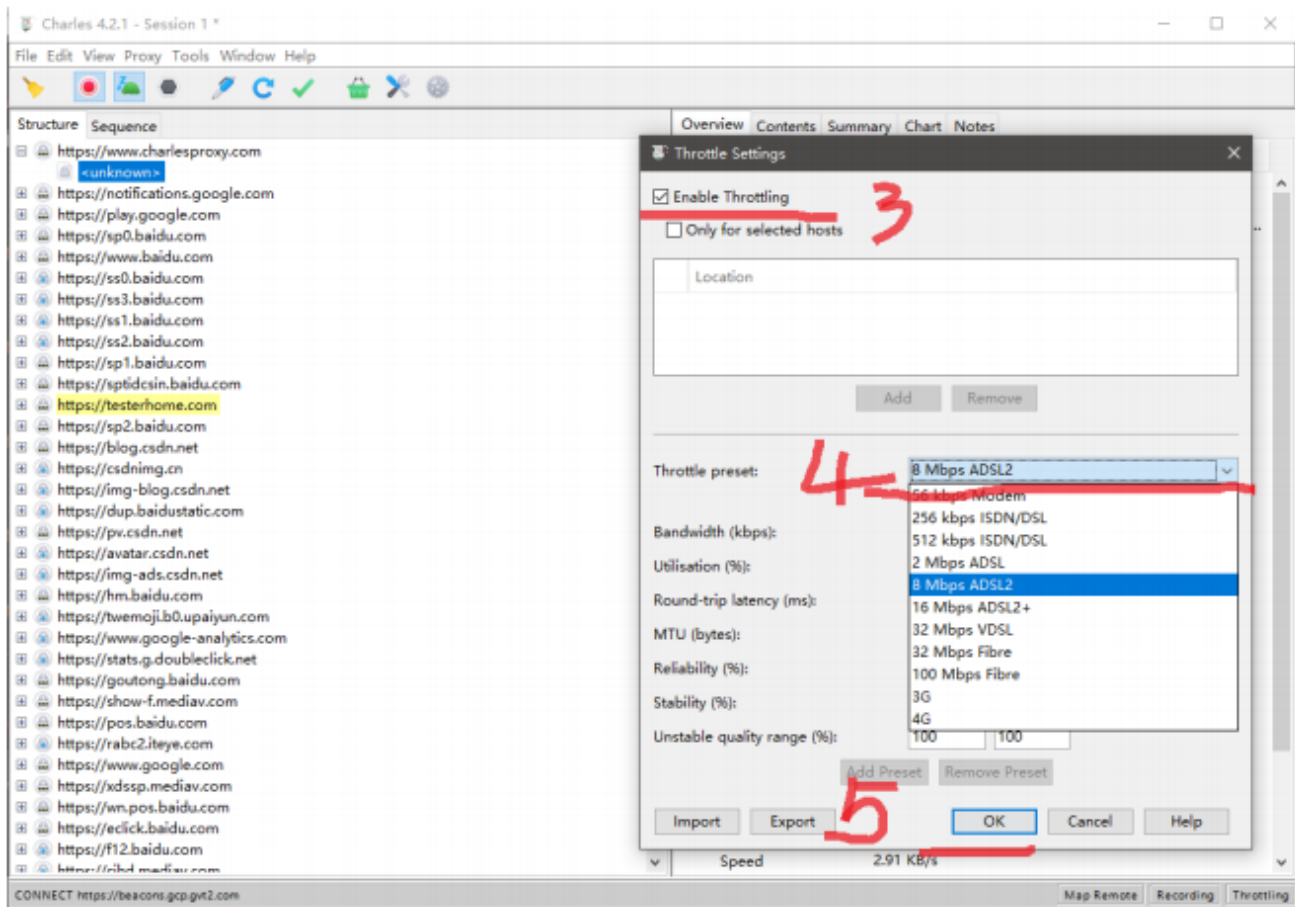 Charles 4.2.1 - Session 1 *
File Edit View Proxy Tools Window Help
Structure Sequence
Overview Contents Summary Chart Notes
https://www.charlesproxy.com
<unknown>
https://notifications.google.com
https://play.google.com
https://sp0.baidu.com
https://www.baidu.com
https://ss0.baidu.com
https://ss3.baidu.com
https://ss1.baidu.com
https://ss2.baidu.com
https://sp1.baidu.com
https://sptidcsin.baidu.com
https://testerhome.com
https://sp2.baidu.com
https://blog.csdn.net
https://csdnimg.cn
https://img-blog.csdn.net
https://dup.baidustatic.com
https://pv.csdn.net
https://avatar.csdn.net
https://img-ads.csdn.net
https://hm.baidu.com
https://twemoji.b0.upaiyun.com
https://www.google-analytics.com
https://stats.g.doubleclick.net
https://goutong.baidu.com
https://show-f.mediav.com
https://pos.baidu.com
https://rabc2.iteye.com
https://www.google.com
https://xdssp.mediav.com
https://wn.pos.baidu.com
https://eclick.baidu.com
https://f12.baidu.com
Throttle Settings
Enable Throttling 3
Only for selected hosts
Location
Add Remove
Throttle preset: 4 8 Mbps ADSL2
56 kbps Modem
256 kbps ISDN/DSL
512 kbps ISDN/DSL
2 Mbps ADSL
8 Mbps ADSL2
16 Mbps ADSL2+
32 Mbps VDSL
32 Mbps Fibre
100 Mbps Fibre
3G
4G
Bandwidth (kbps):
Utilisation (%):
Round-trip latency (ms):
MTU (bytes):
Reliability (%):
Stability (%):
Unstable quality range (%): 100 100
Add Preset Remove Preset
5
Import Export OK Cancel Help
Speed 2.91 KB/s
CONNECT https://beacons.gcp.gvt2.com
Map Remote Recording Throttling